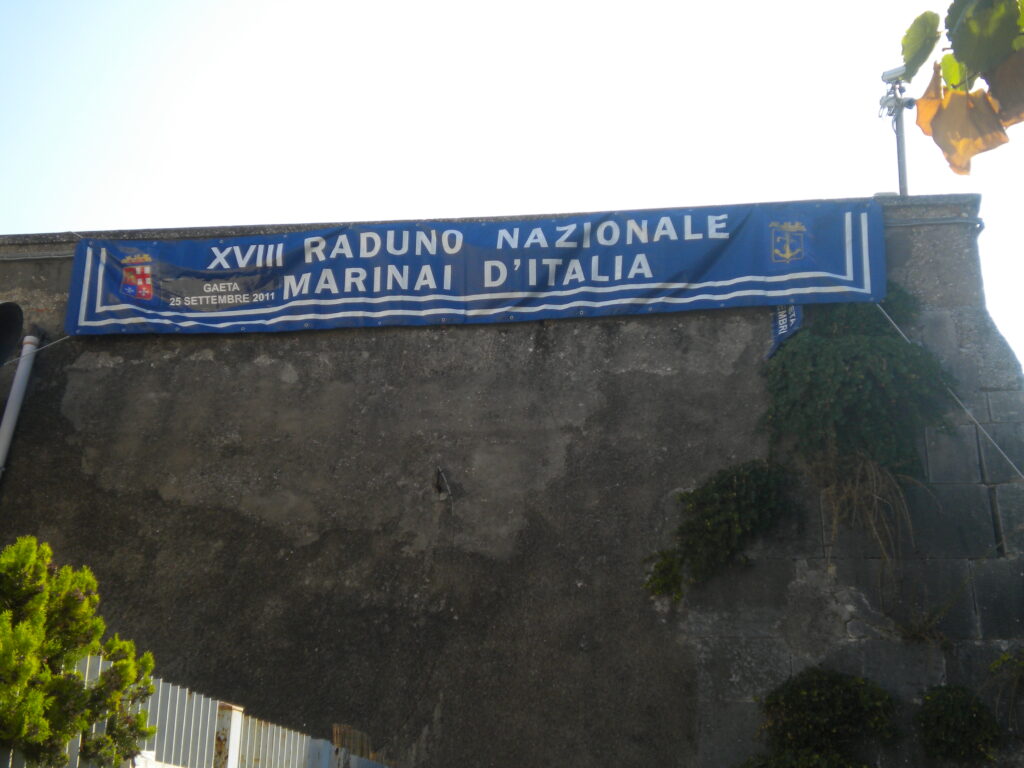 XVIII RADUNO NAZIONALE
MARINAI D'ITALIA
GAETA
25 SETTEMBRE 2011